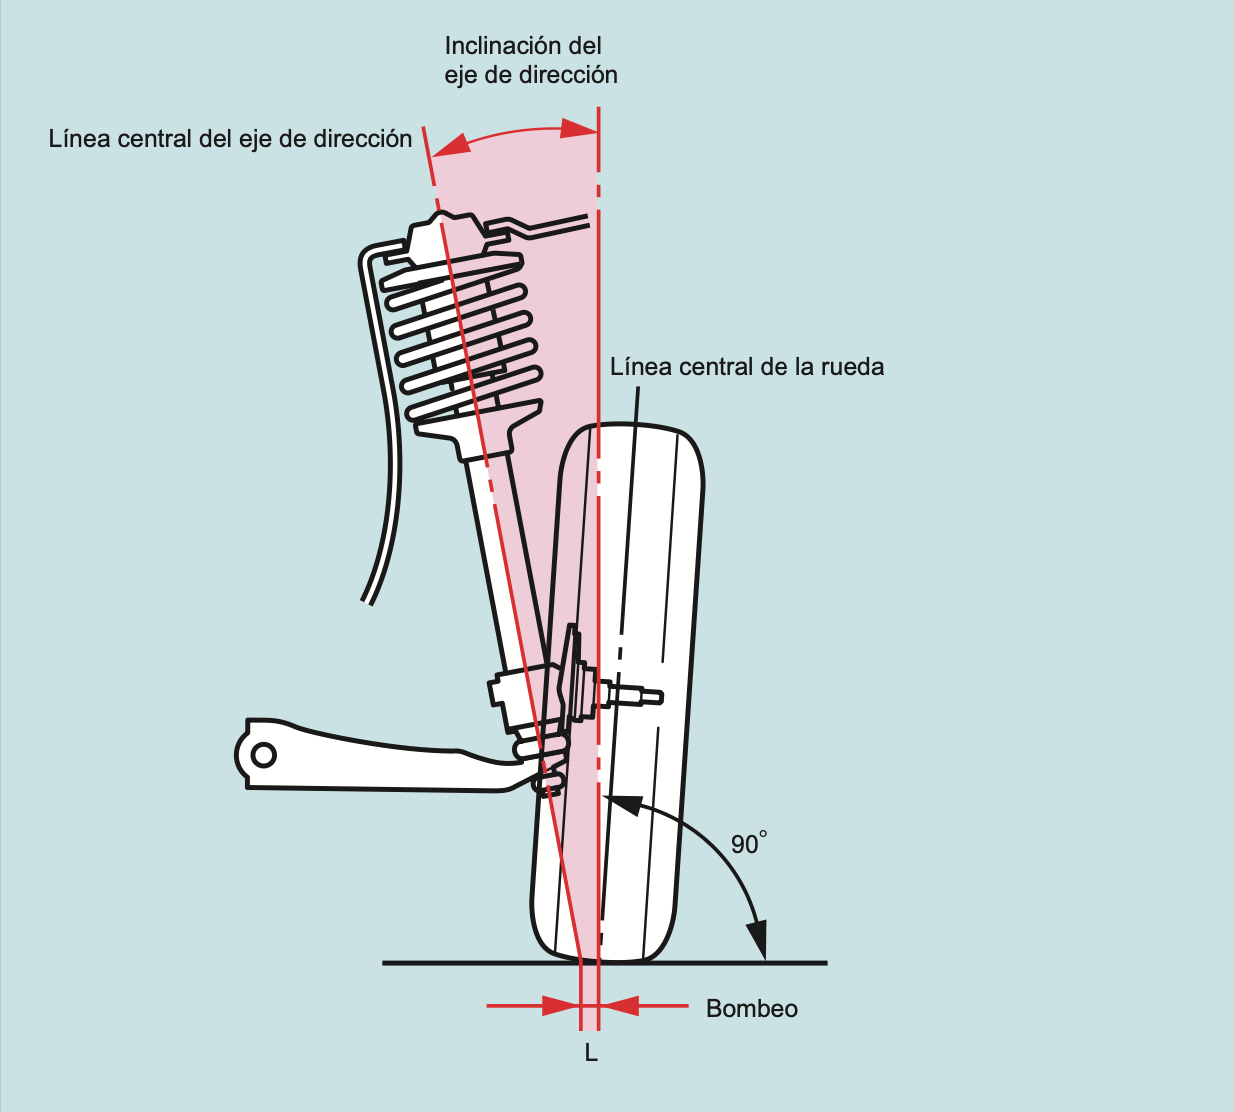 Inclinación del
eje de dirección
Línea central del eje de dirección
Línea central de la rueda
90°
Bombeo
L